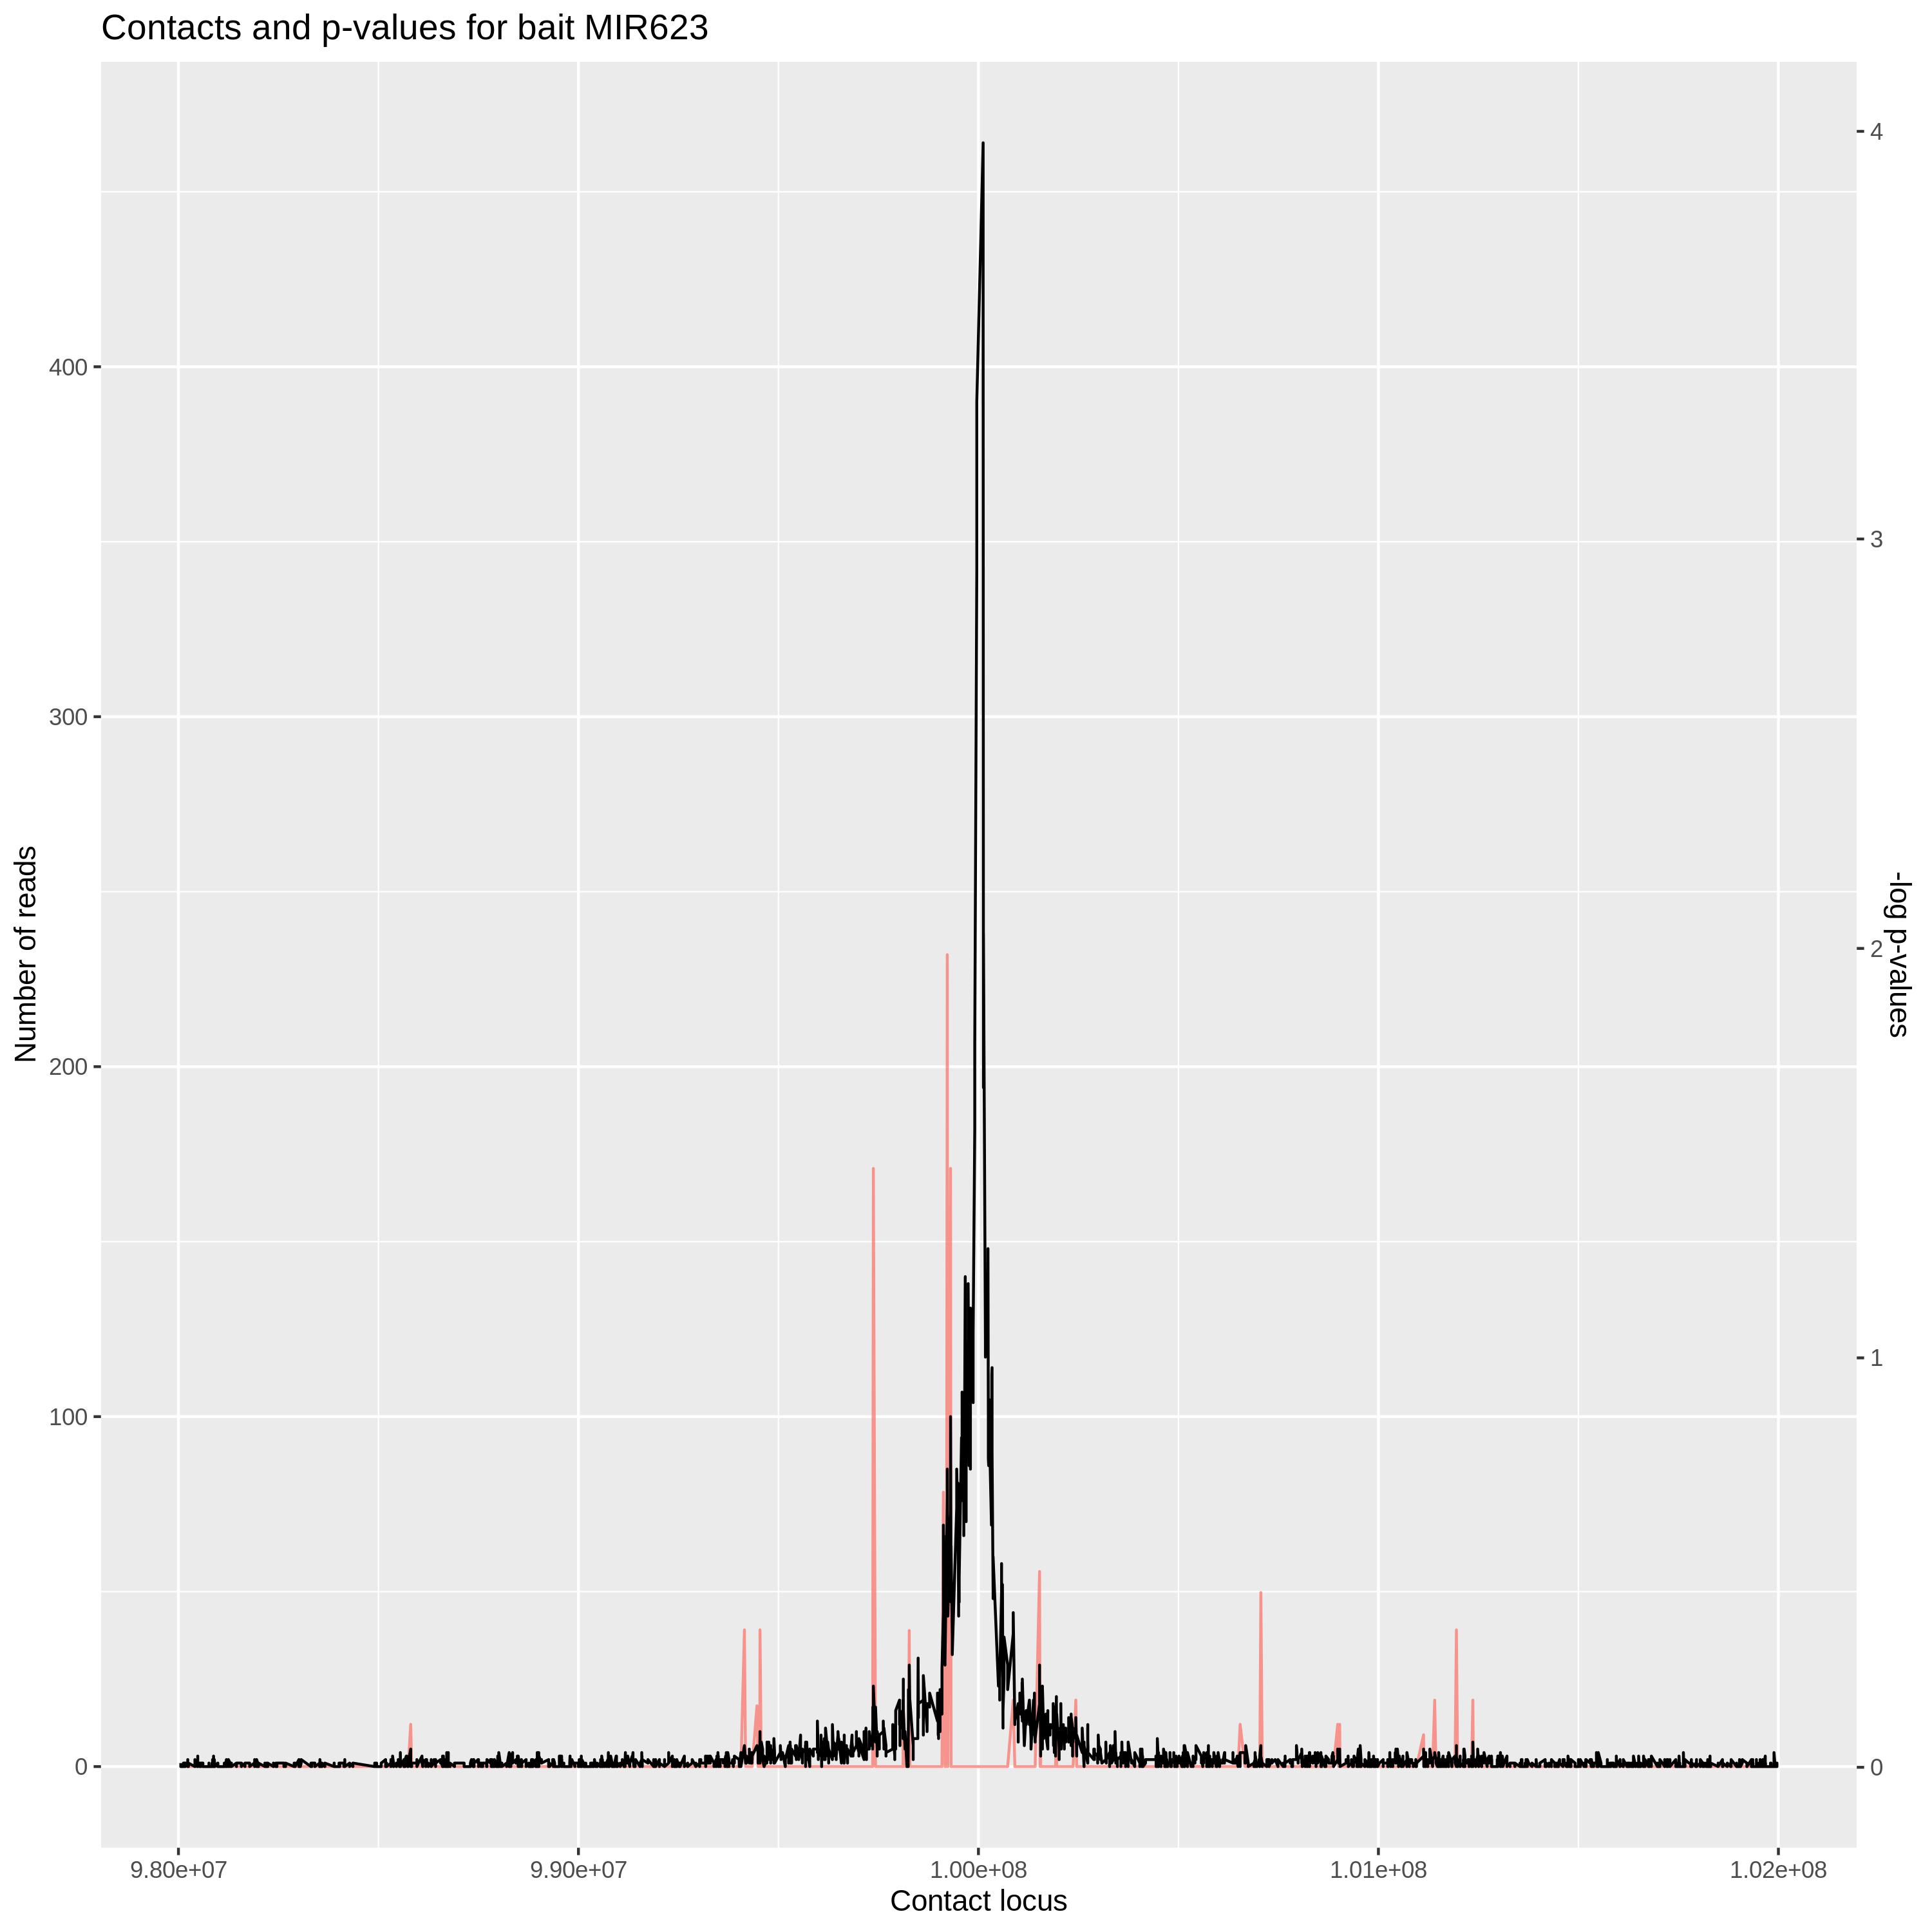 Contacts and p-values for bait MIR623
400
300
200
100
0
Number of reads
4
3
2
1
0
-log p-values
9.80e+07
9.90e+07
1.00e+08
1.01e+08
1.02e+08
Contact locus